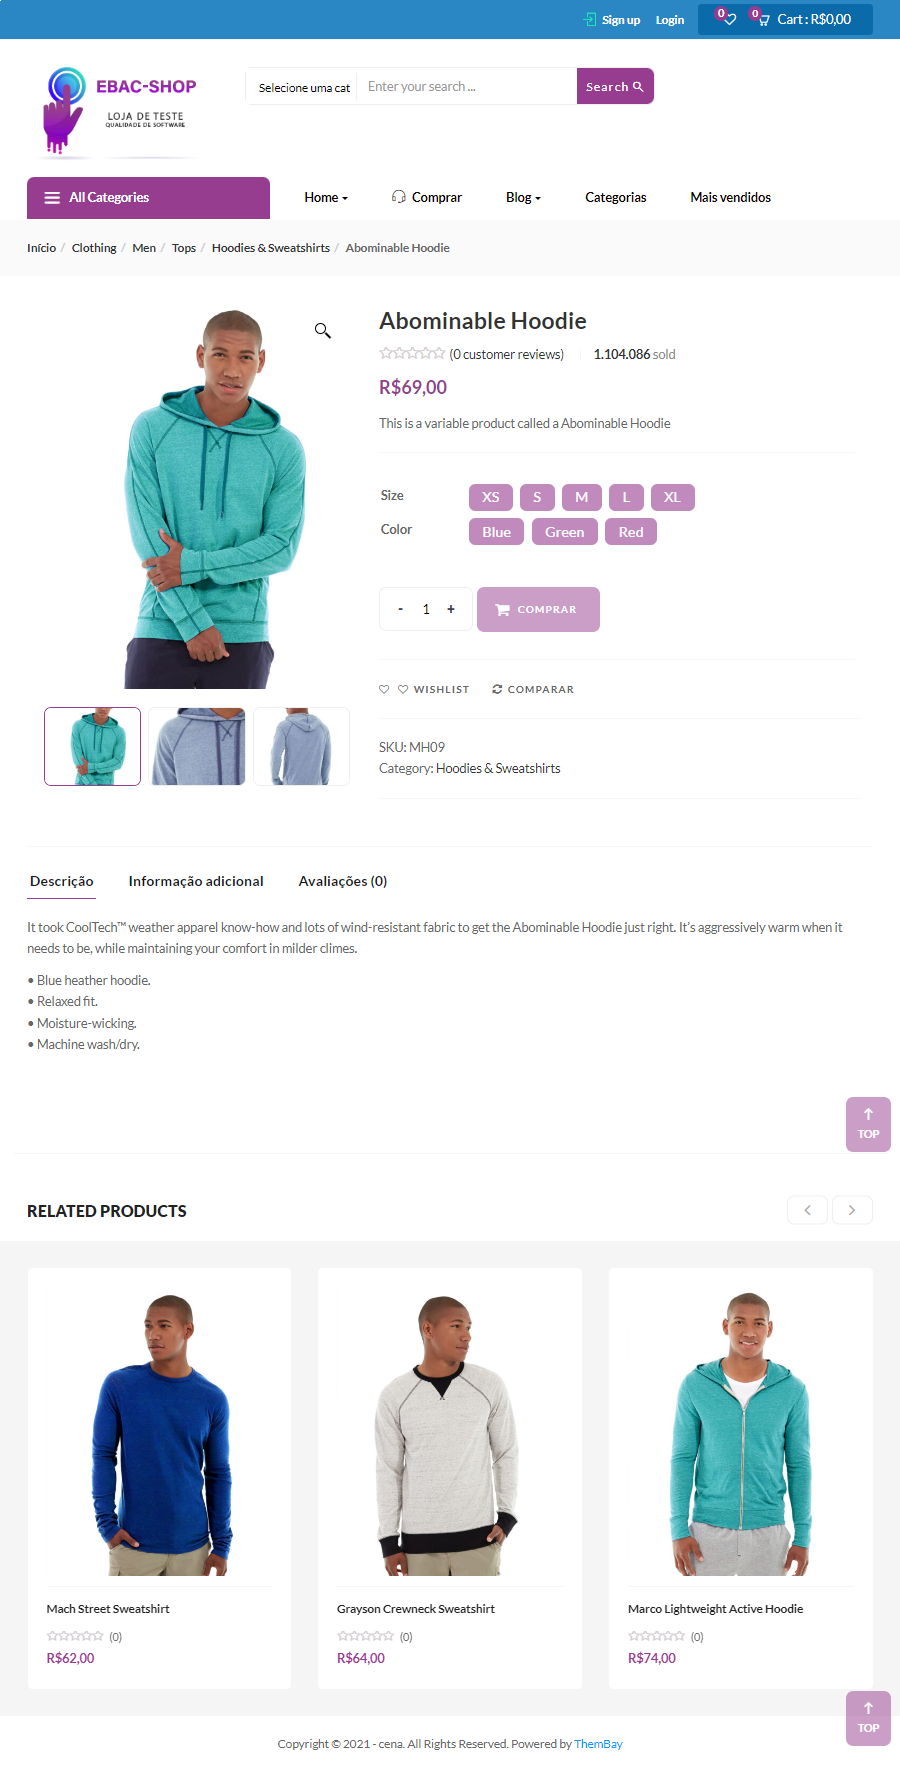 Sign up Login 0 0 Cart : R$0,00
EBAC-SHOP
LOJA DE TESTE
QUALIDADE DE SOFTWARE
Selecione uma cat Enter your search ... Search
All Categories Home Comprar Blog Categorias Mais vendidos
Início / Clothing / Men / Tops / Hoodies & Sweatshirts / Abominable Hoodie
Abominable Hoodie
(0 customer reviews) 1.104.086 sold
R$69,00
This is a variable product called a Abominable Hoodie
Size XS S M L XL
Color Blue Green Red
- 1 + COMPRAR
WISHLIST COMPARAR
SKU: MH09
Category: Hoodies & Sweatshirts
Descrição Informação adicional Avaliações (0)
It took CoolTech™ weather apparel know-how and lots of wind-resistant fabric to get the Abominable Hoodie just right. It's aggressively warm when it
needs to be, while maintaining your comfort in milder climes.
• Blue heather hoodie.
• Relaxed fit.
• Moisture-wicking.
• Machine wash/dry.
TOP
RELATED PRODUCTS
Mach Street Sweatshirt
(0)
R$62,00
Grayson Crewneck Sweatshirt
(0)
R$64,00
Marco Lightweight Active Hoodie
(0)
R$74,00
TOP
Copyright © 2021 - cena. All Rights Reserved. Powered by ThemBay